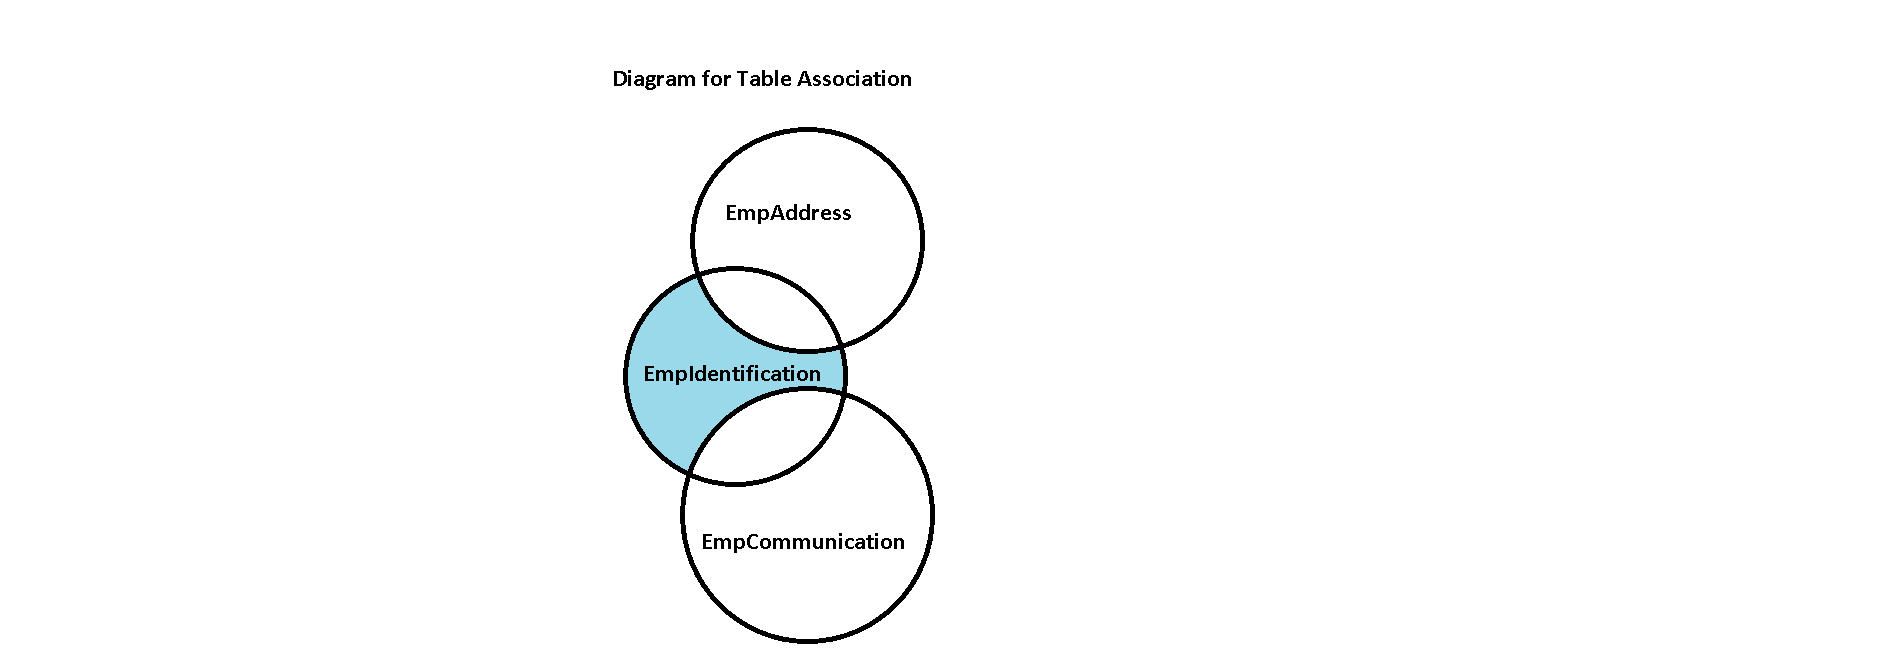 Diagram for Table Association
EmpAddress
EmpIdentification
EmpCommunication